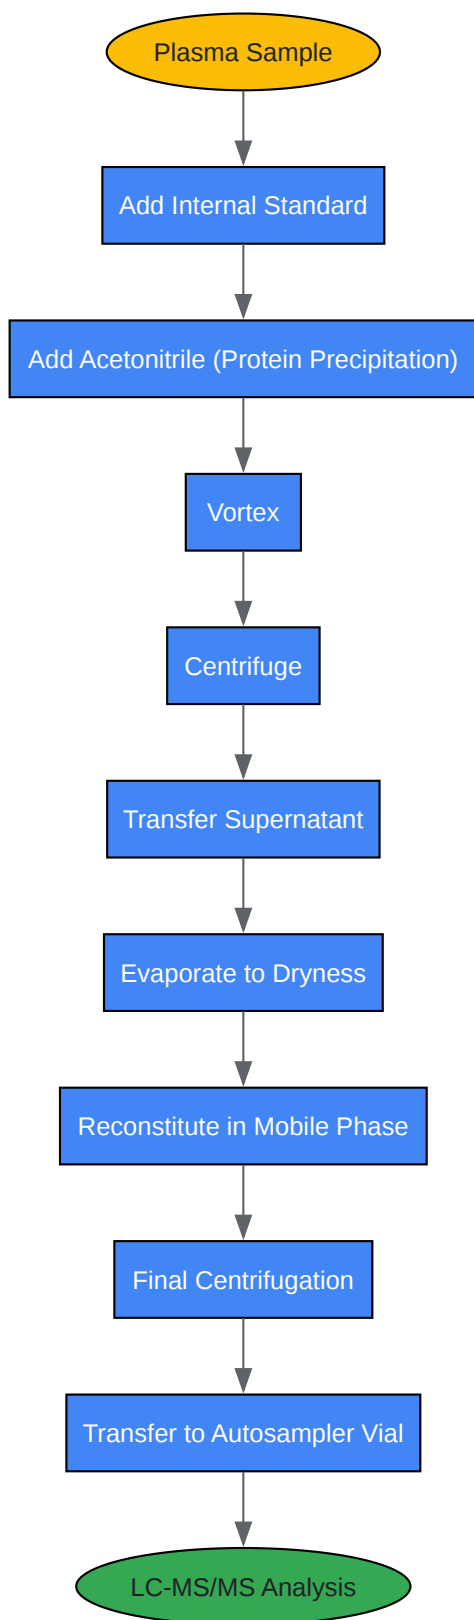 Plasma Sample
Add Internal Standard
Add Acetonitrile (Protein Precipitation)
Vortex
Centrifuge
Transfer Supernatant
Evaporate to Dryness
Reconstitute in Mobile Phase
Final Centrifugation
Transfer to Autosampler Vial
LC-MS/MS Analysis